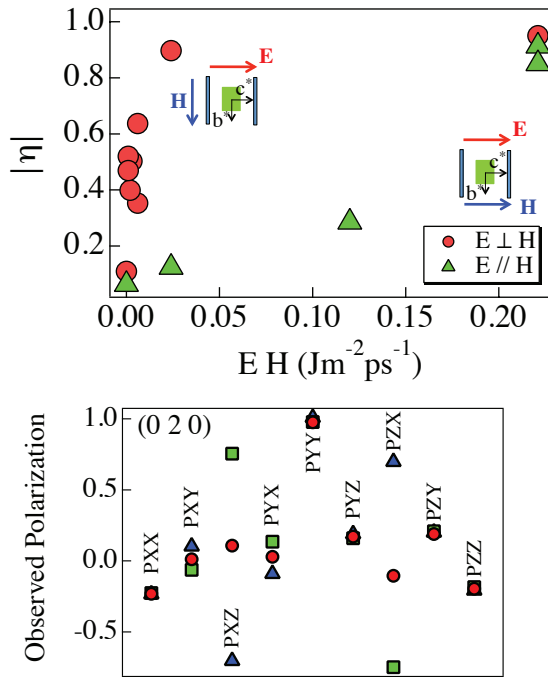 1.0
0.8
0.6
0.4
0.2
|η|
E
H
c*
b*
E
c*
b*
H
E ⊥ H
E // H
0.00
0.05
0.10
0.15
0.20
E H (Jm⁻²ps⁻¹)
(0 2 0)
1.0
0.5
0.0
-0.5
Observed Polarization
PXX
PXY
PXZ
PYX
PYY
PYZ
PZX
PZY
PZZ